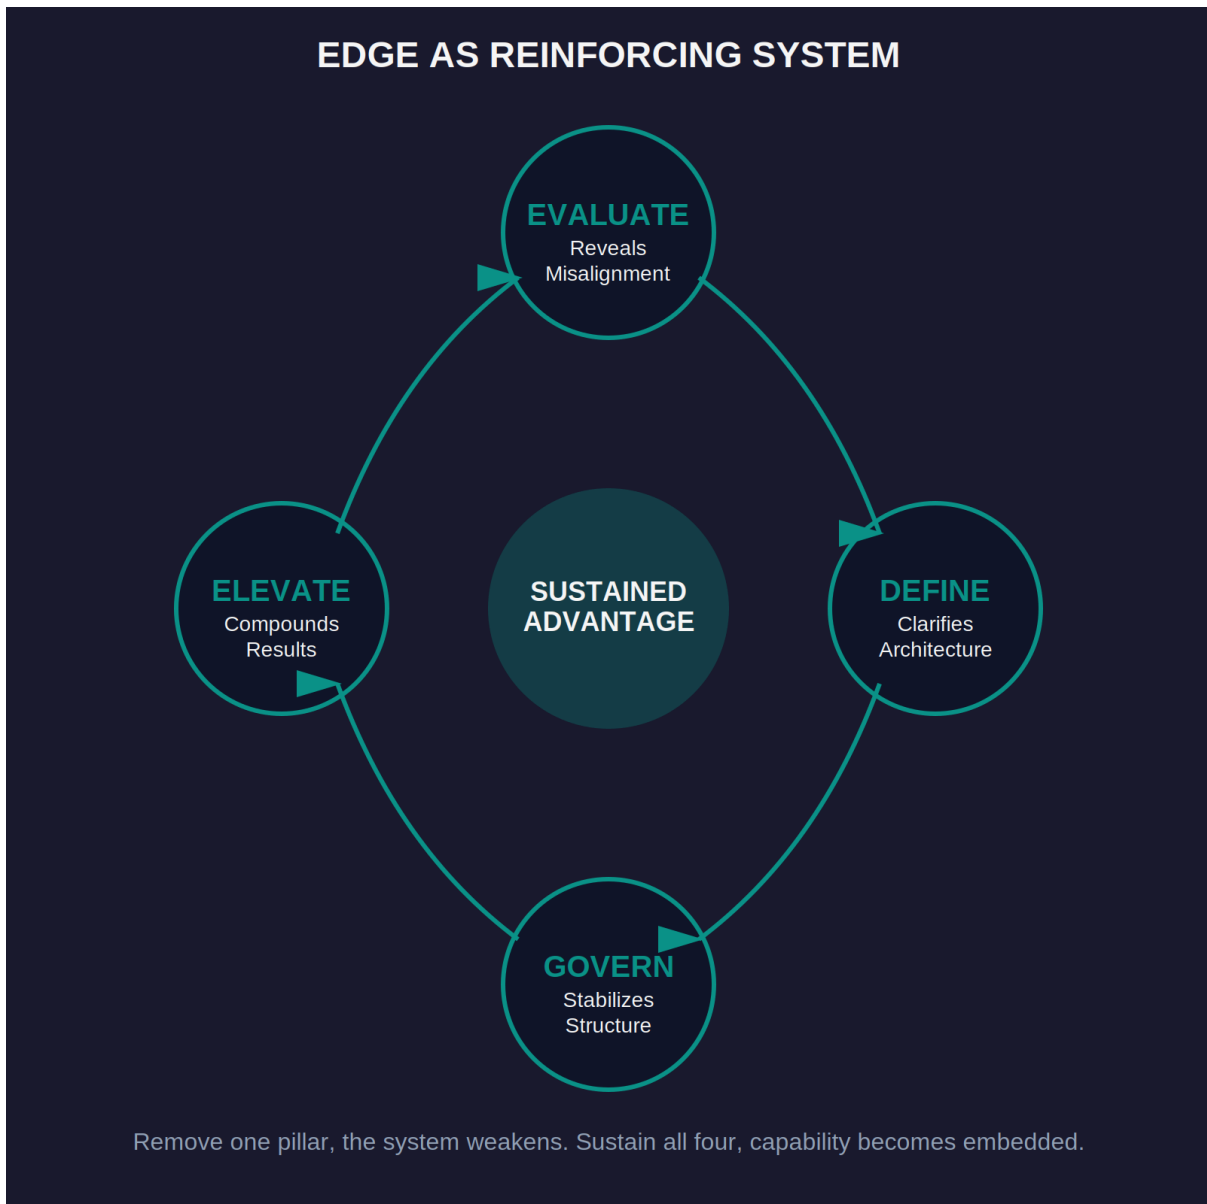 EDGE AS REINFORCING SYSTEM
EVALUATE
Reveals
Misalignment
ELEVATE
Compounds
Results
SUSTAINED
ADVANTAGE
DEFINE
Clarifies
Architecture
GOVERN
Stabilizes
Structure
Remove one pillar, the system weakens. Sustain all four, capability becomes embedded.